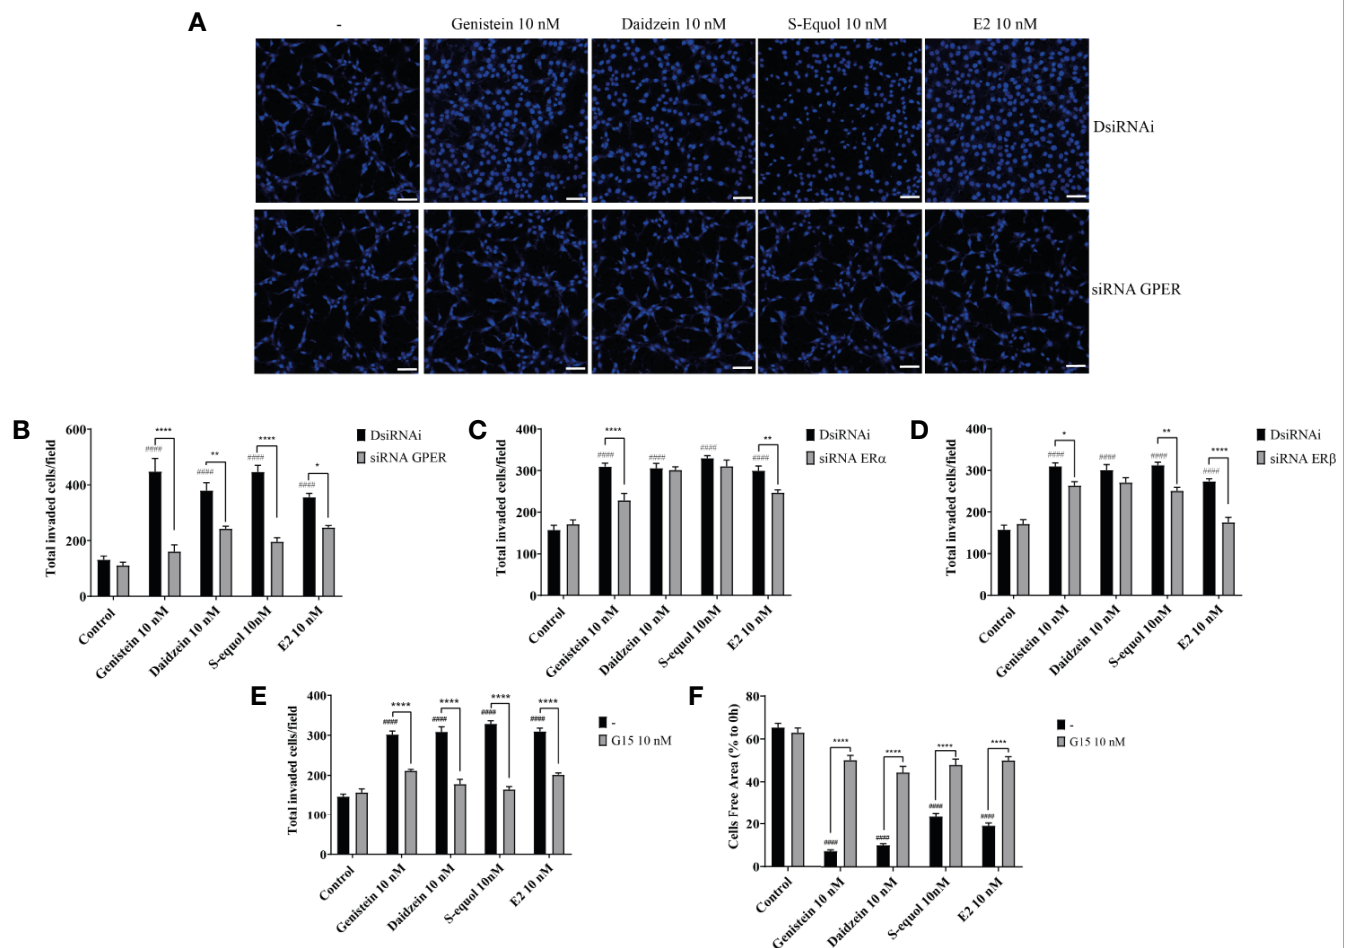 A
-
Genistein 10 nM
Daidzein 10 nM
S-Equol 10 nM
E2 10 nM
DsiRNAi
siRNA GPER
B
Total invaded cells/field
600
400
200
0
####
****
####
**
####
****
####
*
DsiRNAi
siRNA GPER
Control
Genistein 10 nM
Daidzein 10 nM
S-equol 10nM
E2 10 nM
C
Total invaded cells/field
400
300
200
100
0
####
****
####
####
####
**
DsiRNAi
siRNA ERα
Control
Genistein 10 nM
Daidzein 10 nM
S-equol 10nM
E2 10 nM
D
Total invaded cells/field
400
300
200
100
0
####
*
####
####
**
####
****
DsiRNAi
siRNA ERβ
Control
Genistein 10 nM
Daidzein 10 nM
S-equol 10nM
E2 10 nM
E
Total invaded cells/field
400
300
200
100
0
####
****
####
****
####
****
####
****
-
G15 10 nM
Control
Genistein 10 nM
Daidzein 10 nM
S-equol 10nM
E2 10 nM
F
Cells Free Area (% to 0h)
80
60
40
20
0
####
****
####
****
####
****
####
****
-
G15 10 nM
Control
Genistein 10 nM
Daidzein 10 nM
S-equol 10nM
E2 10 nM